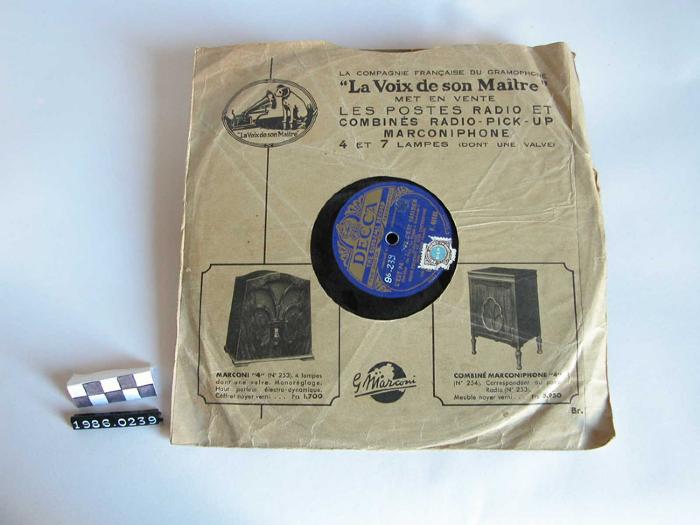 LA COMPAGNIE FRANÇAISE DU GRAMOPHONE
"La Voix de son Maître"
MET EN VENTE
LES POSTES RADIO ET
COMBINÉS RADIO-PICK-UP
MARCONIPHONE
4 ET 7 LAMPES (DONT UNE VALVE)
"La Voix de son Maître"
DECCA
86.239
MARCONI "4" (N° 253), 4 lampes
dont une valve. Monoréglage.
Haut parleur électro-dynamique.
Coffret noyer verni . . . Frs 1.700
G. Marconi
COMBINÉ MARCONIPHONE "4"
(N° 254). Correspondant au poste
Radio (N° 253).
Meuble noyer verni . . . Frs 3.950
Br.
1986.0239